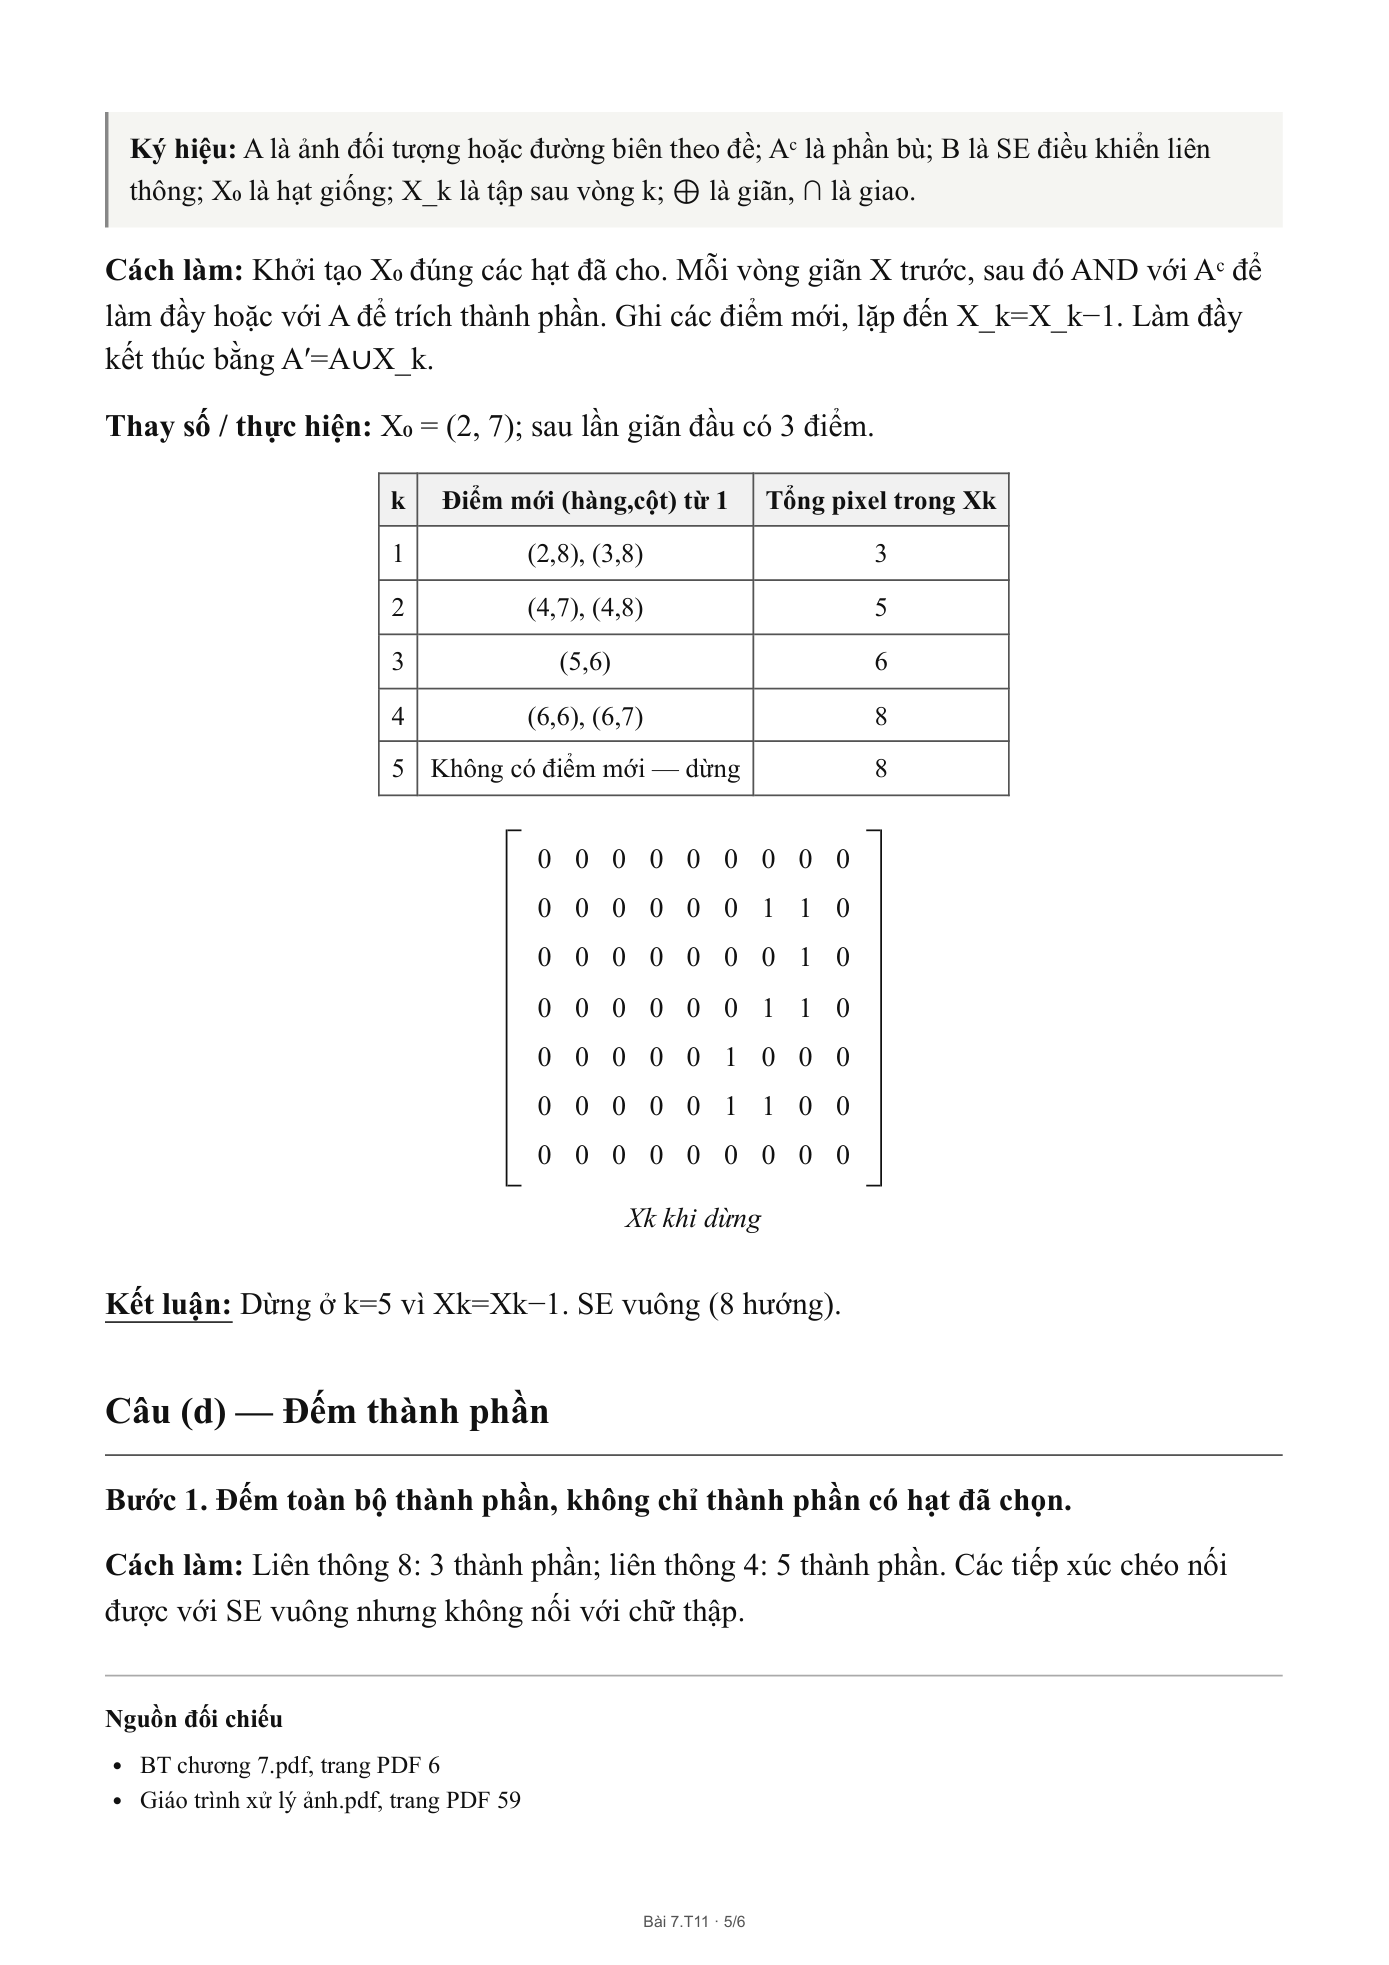 Ký hiệu: A là ảnh đối tượng hoặc đường biên theo đề; Aᶜ là phần bù; B là SE điều khiển liên
thông; X₀ là hạt giống; X_k là tập sau vòng k; ⊕ là giãn, ∩ là giao.
Cách làm: Khởi tạo X₀ đúng các hạt đã cho. Mỗi vòng giãn X trước, sau đó AND với Aᶜ để
làm đầy hoặc với A để trích thành phần. Ghi các điểm mới, lặp đến X_k=X_k−1. Làm đầy
kết thúc bằng A′=A∪X_k.
Thay số / thực hiện: X₀ = (2, 7); sau lần giãn đầu có 3 điểm.
k Điểm mới (hàng,cột) từ 1 Tổng pixel trong Xk
1 (2,8), (3,8) 3
2 (4,7), (4,8) 5
3 (5,6) 6
4 (6,6), (6,7) 8
5 Không có điểm mới — dừng 8
0 0 0 0 0 0 0 0 0
0 0 0 0 0 0 1 1 0
0 0 0 0 0 0 0 1 0
0 0 0 0 0 0 1 1 0
0 0 0 0 0 1 0 0 0
0 0 0 0 0 1 1 0 0
0 0 0 0 0 0 0 0 0
Xk khi dừng
Kết luận: Dừng ở k=5 vì Xk=Xk−1. SE vuông (8 hướng).
Câu (d) — Đếm thành phần
Bước 1. Đếm toàn bộ thành phần, không chỉ thành phần có hạt đã chọn.
Cách làm: Liên thông 8: 3 thành phần; liên thông 4: 5 thành phần. Các tiếp xúc chéo nối
được với SE vuông nhưng không nối với chữ thập.
Nguồn đối chiếu
• BT chương 7.pdf, trang PDF 6
• Giáo trình xử lý ảnh.pdf, trang PDF 59
Bài 7.T11 · 5/6